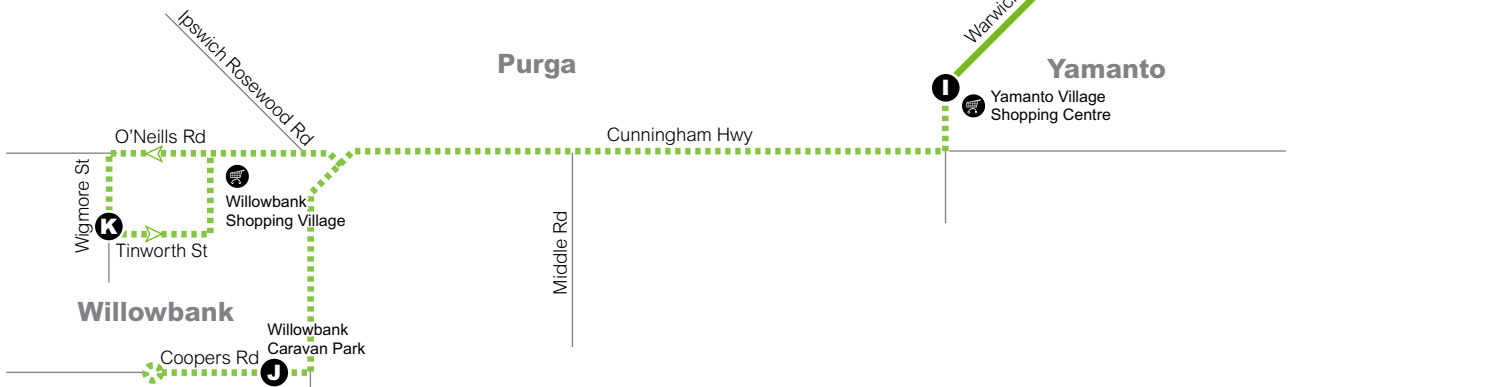 Warwic
Ipswich Rosewood Rd
Purga
Yamanto
I
Yamanto Village
Shopping Centre
O'Neills Rd
Cunningham Hwy
Wigmore St
Willowbank
Shopping Village
K
Tinworth St
Middle Rd
Willowbank
Willowbank
Caravan Park
Coopers Rd
J